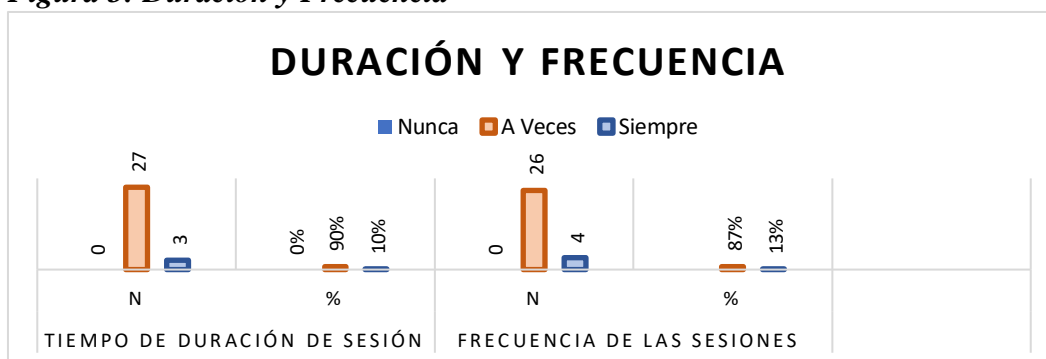 Figura 3. Duración y Frecuencia
DURACIÓN Y FRECUENCIA
Nunca A Veces Siempre
0 27 3 0% 90% 10% 0 26 4 87% 13%
N % N %
TIEMPO DE DURACIÓN DE SESIÓN FRECUENCIA DE LAS SESIONES